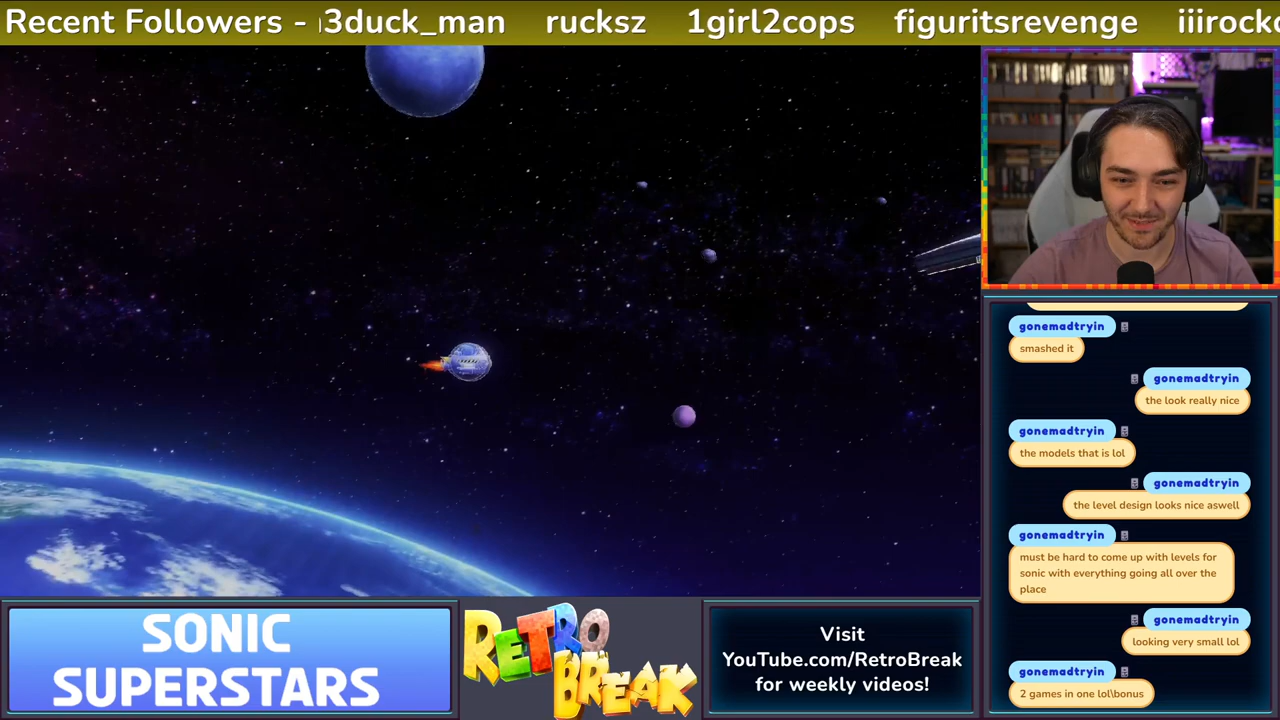 Recent Followers - 3duck_man rucksz 1girl2cops figuritsrevenge iiirock
gonemadtryin
smashed it
gonemadtryin
the look really nice
gonemadtryin
the models that is lol
gonemadtryin
the level design looks nice aswell
gonemadtryin
must be hard to come up with levels for
sonic with everything going all over the
place
gonemadtryin
looking very small lol
gonemadtryin
2 games in one lol\bonus
SONIC
SUPERSTARS
RETRO
BREAK
Visit
YouTube.com/RetroBreak
for weekly videos!